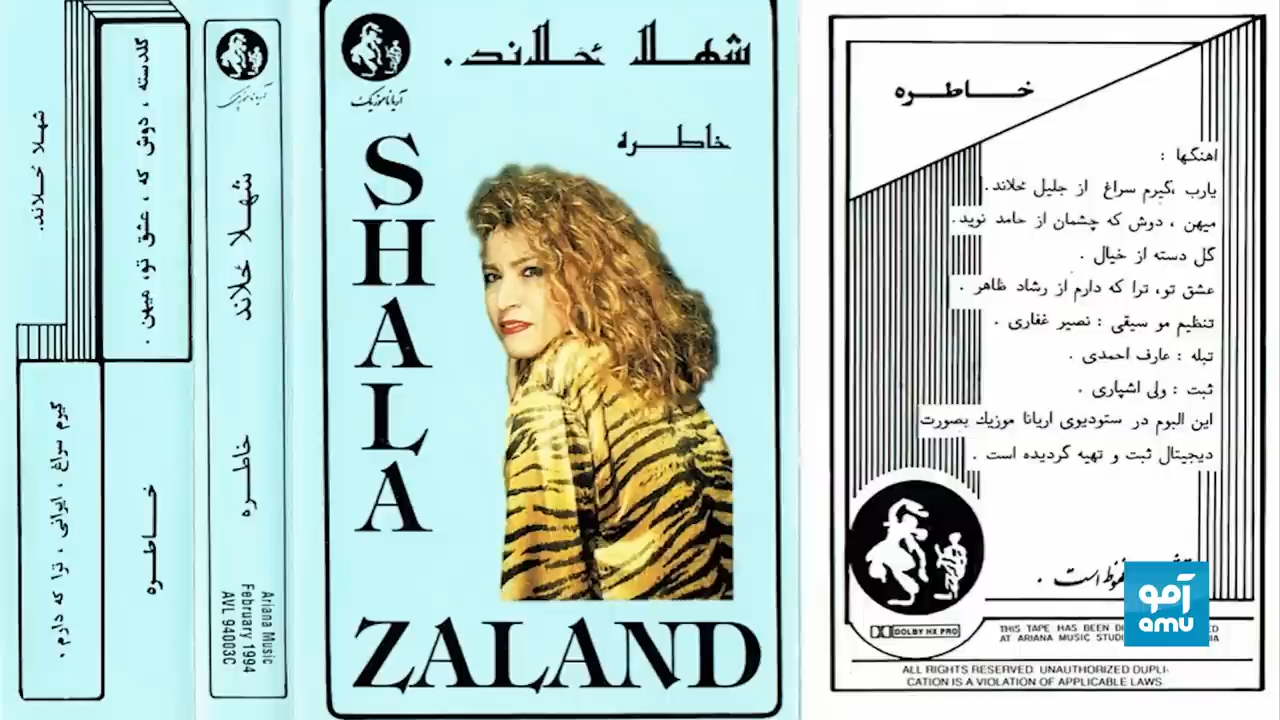 شهلا ځلاند.
آریانا موزیک
خاطره
SHALA
ZALAND
شهلا ځلاند.
گلدسته ، دوش که ، عشق تو، میهن .
گیرم سراغ ، ایرانی ، ترا که دارم .
خاطره
شهلا ځلاند
خاطره
Ariana Music
February 1994
AVL 94003C
خاطره
اهنگها :
یارب ،گیرم سراغ از جلیل ځلاند.
میهن ، دوش که چشمان از حامد نوید.
گل دسته از خیال .
عشق تو، ترا که دارم از رشاد ظاهر .
تنظیم مو سیقی : نصیر غفاری .
تبله : عارف احمدی .
ثبت : ولی اشپاری .
این البوم در ستودیوی اریانا موزیك بصورت
دیجیتال ثبت و تهیه گردیده است .
است .
DOLBY HX PRO
THIS TAPE HAS BEEN
AT ARIANA MUSIC
ALL RIGHTS RESERVED UNAUTHORIZED DUPLI-
CATION IS A VIOLATION OF APPLICABLE LAWS
آمو
amu